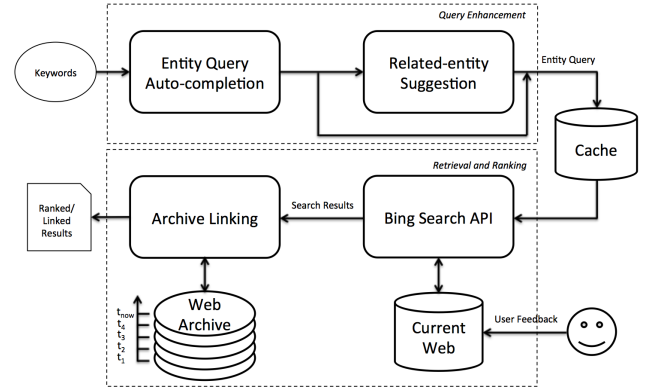 Query Enhancement
Keywords
Entity Query
Auto-completion
Related-entity
Suggestion
Entity Query
Cache
Retrieval and Ranking
Ranked/
Linked
Results
Archive Linking
Search Results
Bing Search API
Web
Archive
tnow
t4
t3
t2
t1
Current
Web
User Feedback